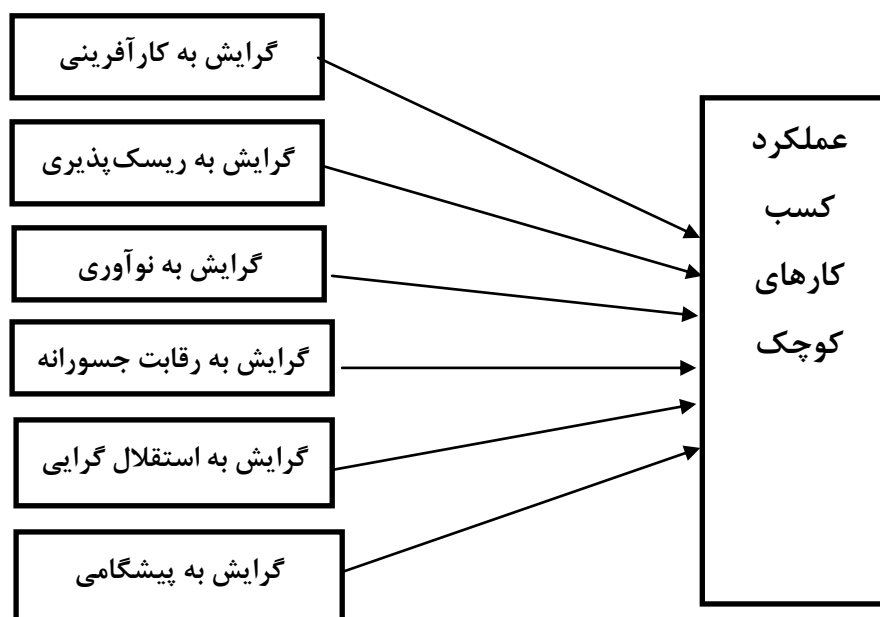 گرایش به کارآفرینی
گرایش به ریسک‌پذیری
گرایش به نوآوری
گرایش به رقابت جسورانه
گرایش به استقلال گرایی
گرایش به پیشگامی
عملکرد
کسب
کارهای
کوچک